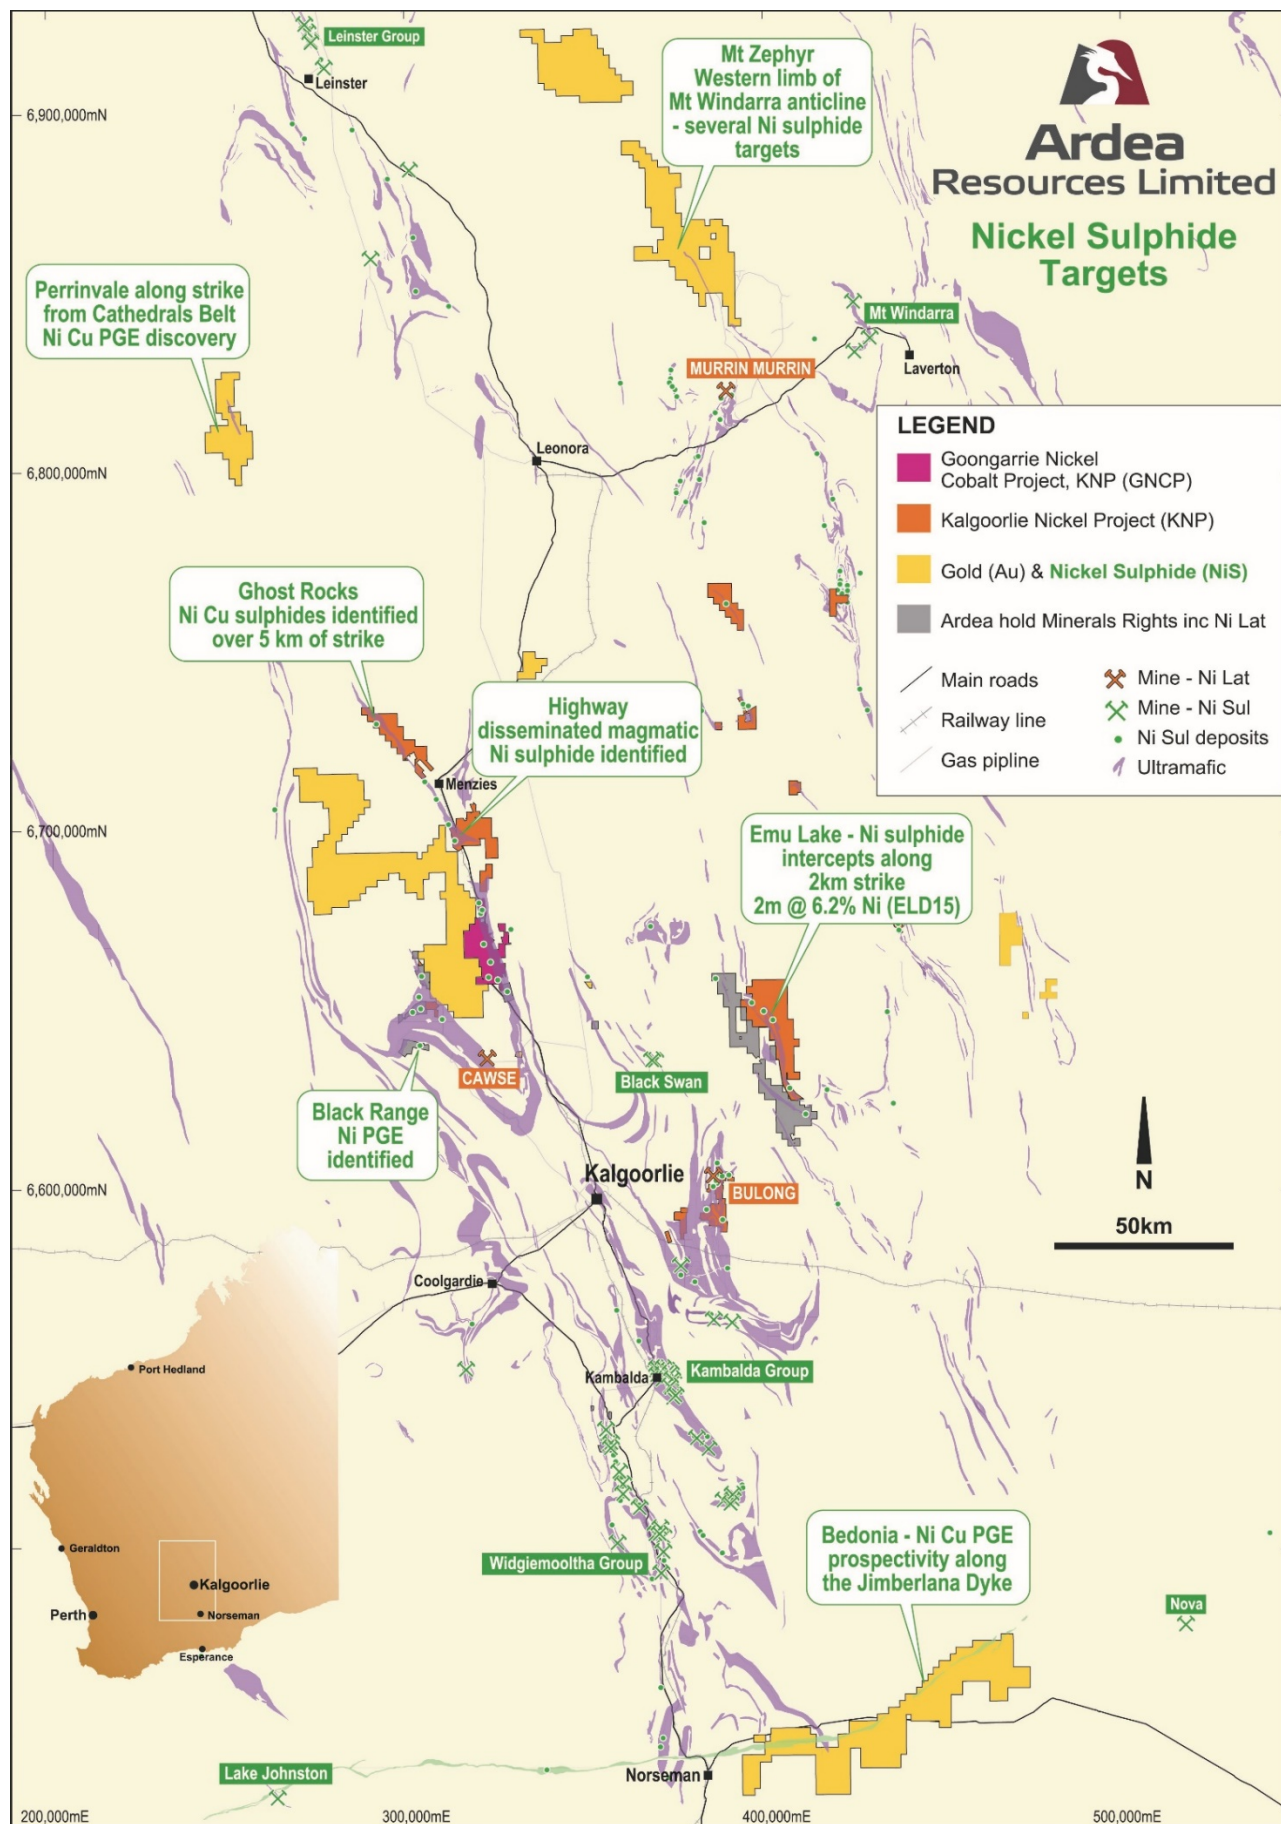 Leinster Group
Leinster
6,900,000mN
Mt Zephyr
Western limb of
Mt Windarra anticline
- several Ni sulphide
targets
Ardea
Resources Limited
Nickel Sulphide
Targets
Perrinvale along strike
from Cathedrals Belt
Ni Cu PGE discovery
Mt Windarra
Laverton
MURRIN MURRIN
Leonora
6,800,000mN
LEGEND
Goongarrie Nickel
Cobalt Project, KNP (GNCP)
Kalgoorlie Nickel Project (KNP)
Gold (Au) & Nickel Sulphide (NiS)
Ardea hold Minerals Rights inc Ni Lat
Main roads
Railway line
Gas pipline
Mine - Ni Lat
Mine - Ni Sul
Ni Sul deposits
Ultramafic
Ghost Rocks
Ni Cu sulphides identified
over 5 km of strike
Highway
disseminated magmatic
Ni sulphide identified
Menzies
6,700,000mN
Emu Lake - Ni sulphide
intercepts along
2km strike
2m @ 6.2% Ni (ELD15)
CAWSE
Black Swan
Black Range
Ni PGE
identified
Kalgoorlie
6,600,000mN
BULONG
N
50km
Coolgardie
Kambalda
Kambalda Group
Port Hedland
Geraldton
Kalgoorlie
Perth
Norseman
Esperance
Widgiemooltha Group
Bedonia - Ni Cu PGE
prospectivity along
the Jimberlana Dyke
Nova
Lake Johnston
Norseman
200,000mE
300,000mE
400,000mE
500,000mE